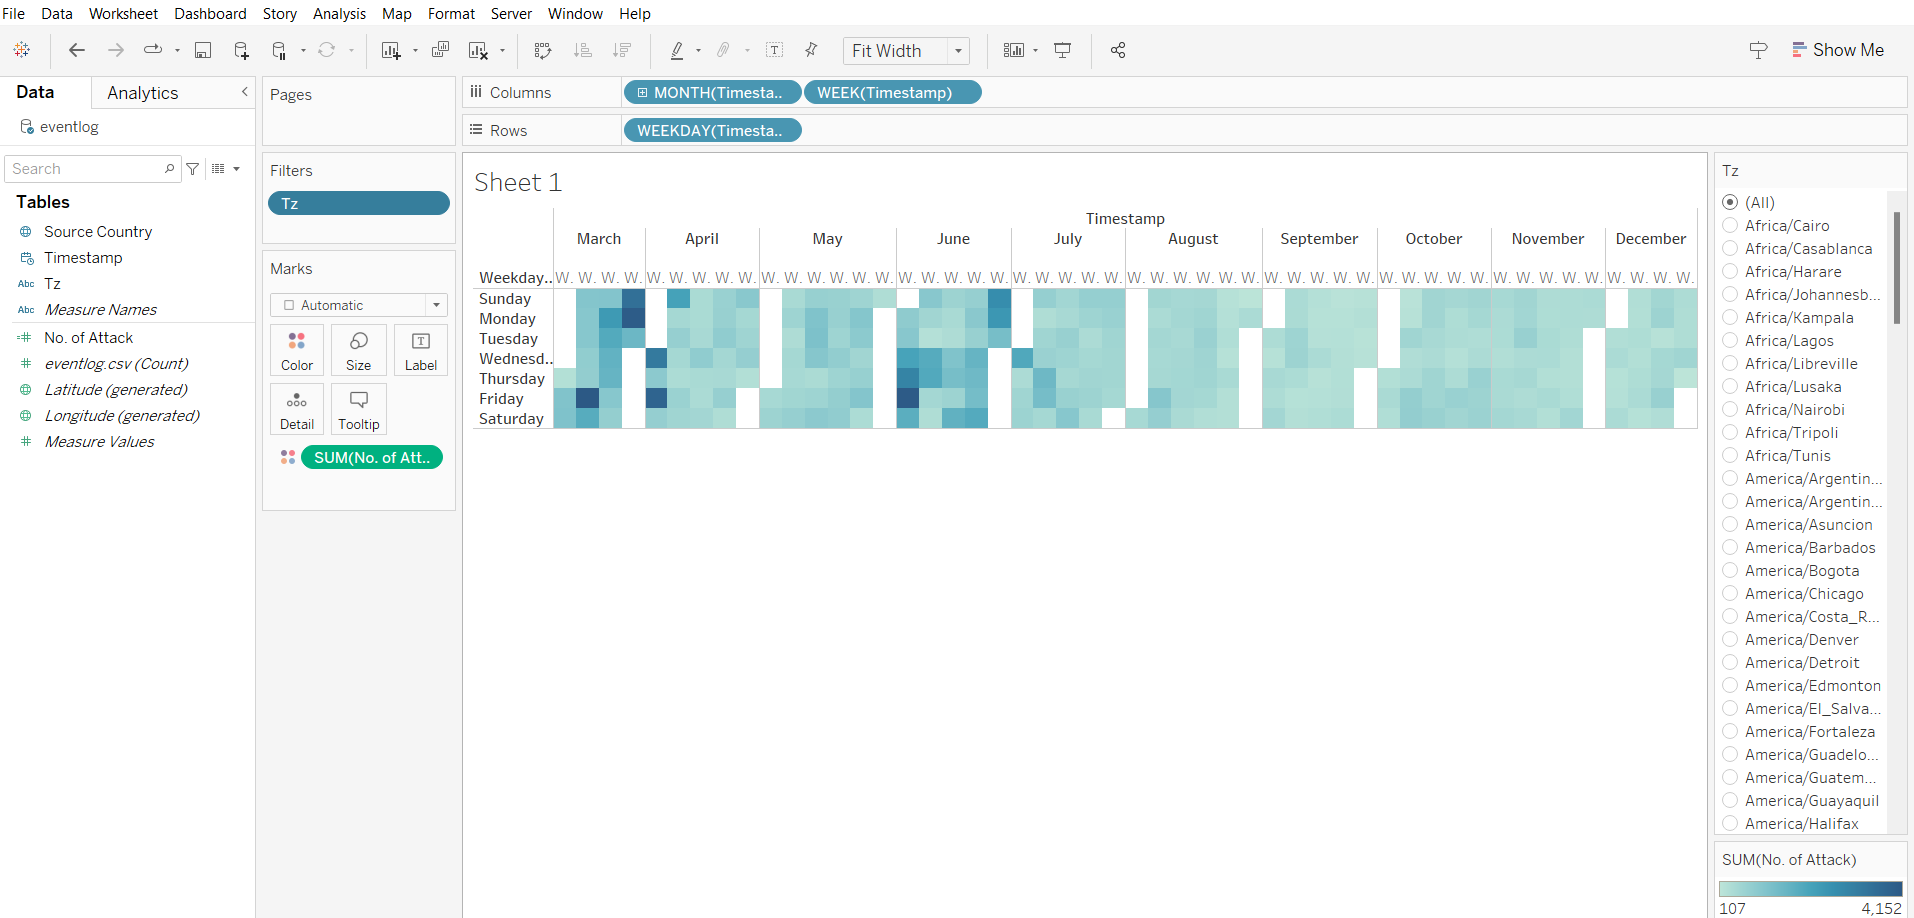 File Data Worksheet Dashboard Story Analysis Map Format Server Window Help
Fit Width
Show Me
Data Analytics
eventlog
Search
Tables
Source Country
Timestamp
Abc Tz
Abc Measure Names
No. of Attack
eventlog.csv (Count)
Latitude (generated)
Longitude (generated)
Measure Values
Pages
Filters
Tz
Marks
Automatic
Color Size Label
Detail Tooltip
SUM(No. of Att..
Columns MONTH(Timesta.. WEEK(Timestamp)
Rows WEEKDAY(Timesta..
Sheet 1
Timestamp
March April May June July August September October November December
Weekday.. W. W. W. W. W. W. W. W. W. W. W. W. W. W. W. W. W. W. W. W. W. W. W. W. W. W. W. W. W. W. W. W. W. W. W. W. W. W. W. W. W. W. W. W. W. W. W. W. W. W.
Sunday
Monday
Tuesday
Wednesd..
Thursday
Friday
Saturday
Tz
(All)
Africa/Cairo
Africa/Casablanca
Africa/Harare
Africa/Johannesb...
Africa/Kampala
Africa/Lagos
Africa/Libreville
Africa/Lusaka
Africa/Nairobi
Africa/Tripoli
Africa/Tunis
America/Argentin...
America/Argentin...
America/Asuncion
America/Barbados
America/Bogota
America/Chicago
America/Costa_R...
America/Denver
America/Detroit
America/Edmonton
America/El_Salva...
America/Fortaleza
America/Guadelo...
America/Guatem...
America/Guayaquil
America/Halifax
SUM(No. of Attack)
107 4,152